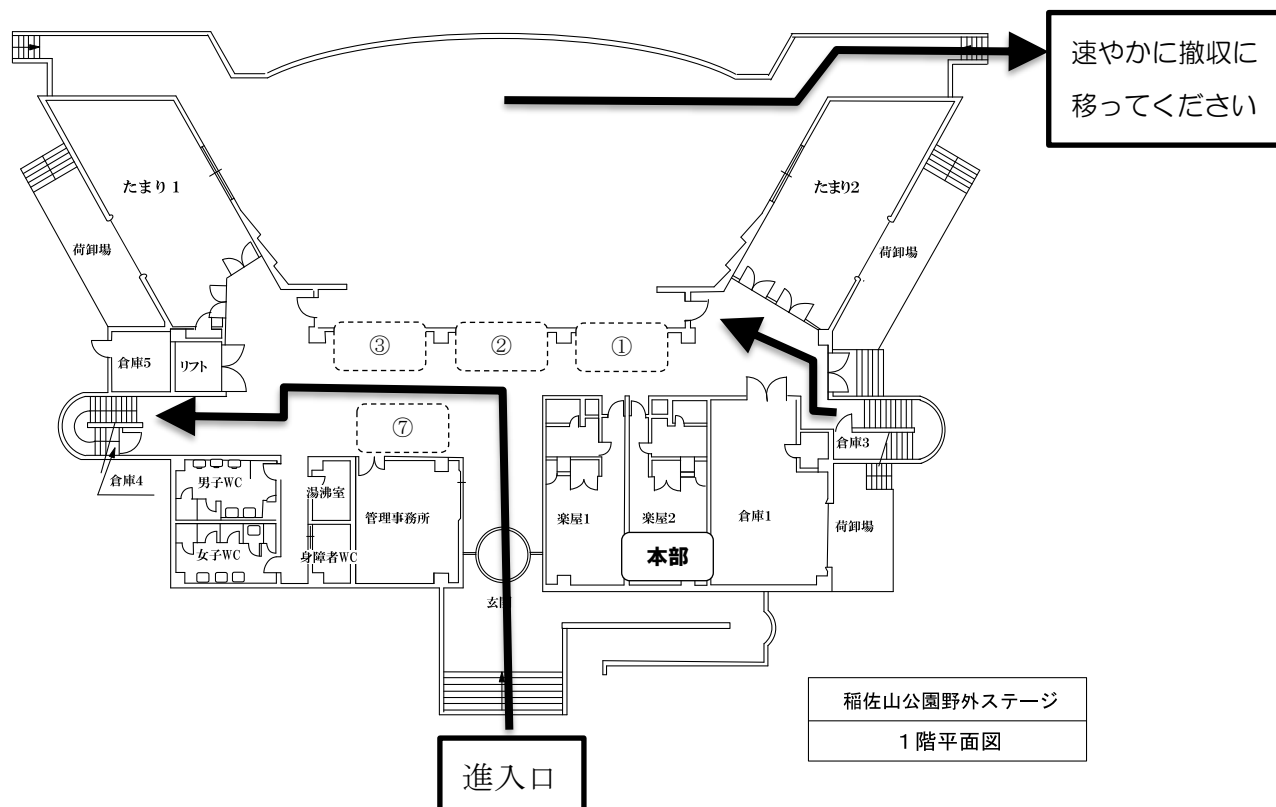 速やかに撤収に
移ってください
たまり 1
たまり2
荷卸場
荷卸場
③
②
①
倉庫5
リフト
⑦
倉庫3
倉庫4
男子WC
湯沸室
管理事務所
楽屋1
楽屋2
倉庫1
荷卸場
女子WC
身障者WC
本部
玄関
稲佐山公園野外ステージ
1階平面図
進入口